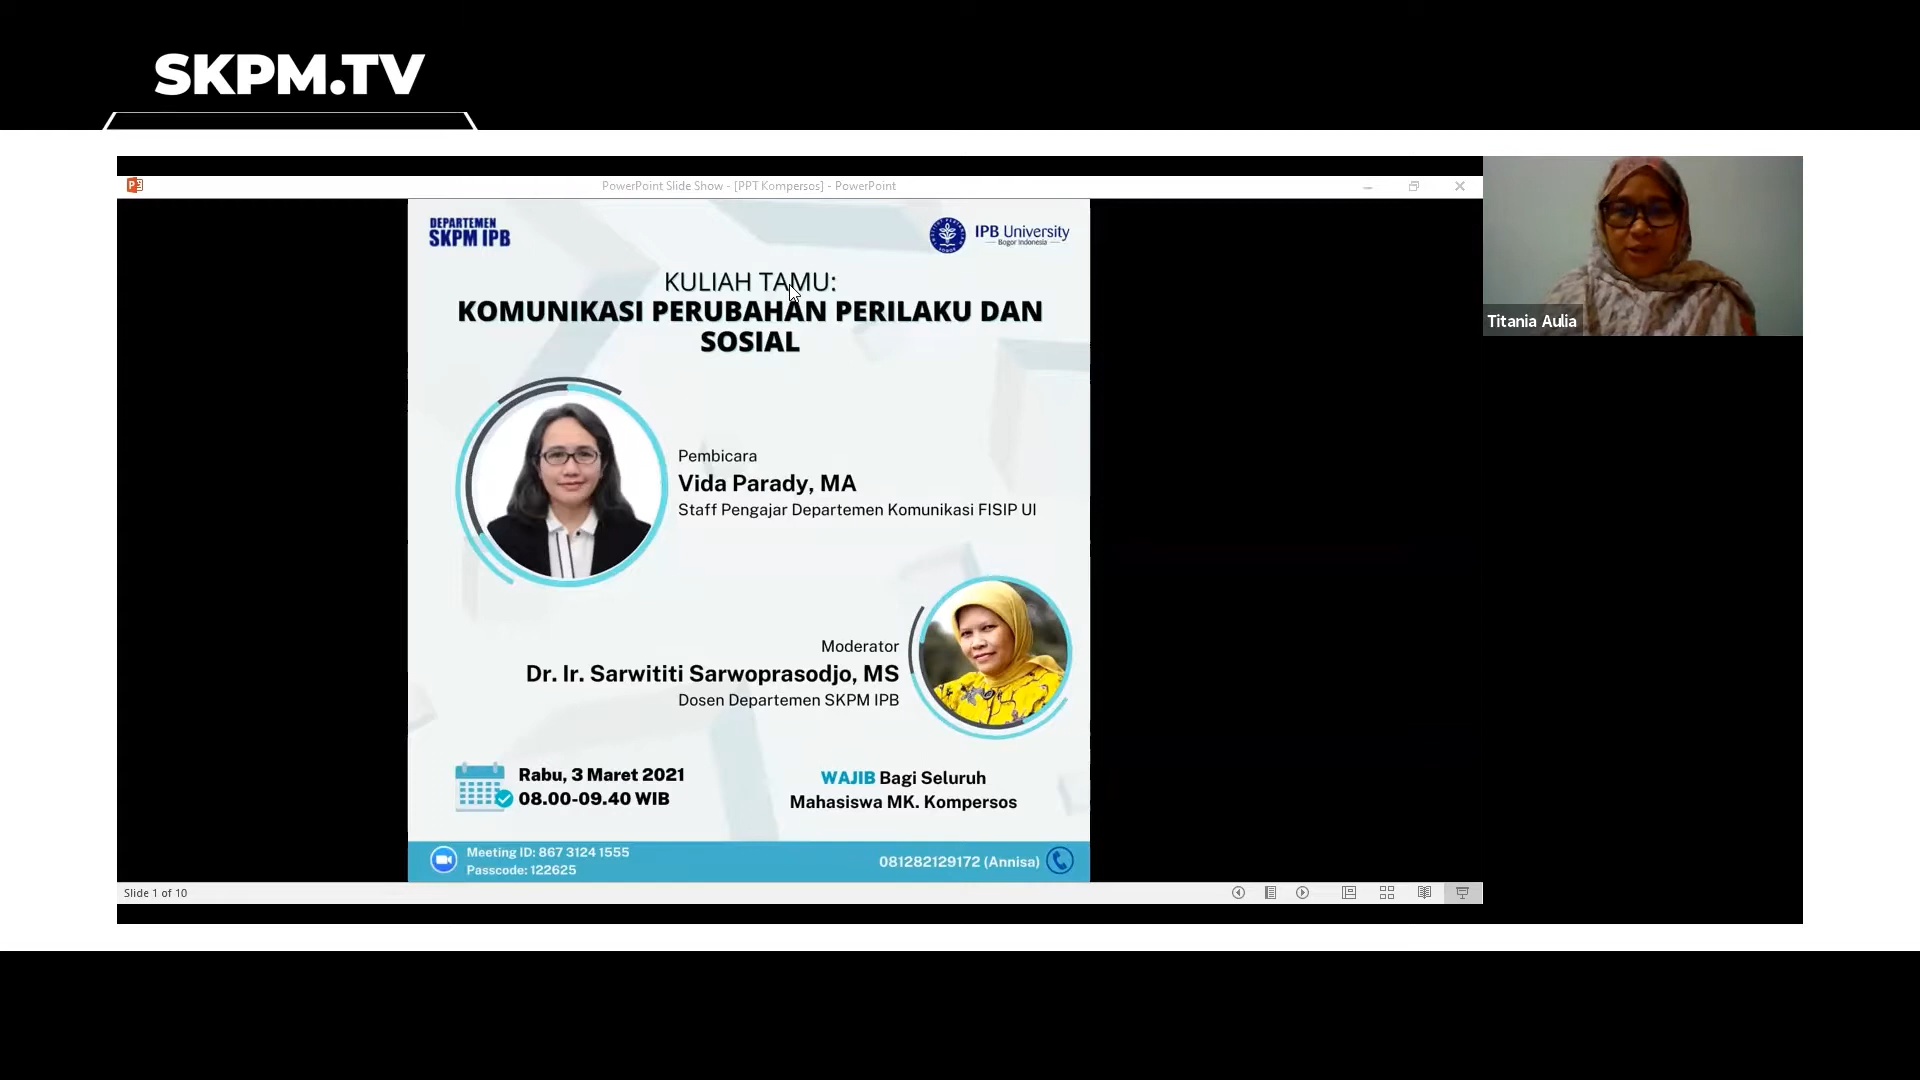 SKPM.TV
PowerPoint Slide Show - [PPT Kompersos] - PowerPoint
DEPARTEMEN
SKPM IPB
IPB University
Bogor Indonesia
KULIAH TAMU:
KOMUNIKASI PERUBAHAN PERILAKU DAN
SOSIAL
Titania Aulia
Pembicara
Vida Parady, MA
Staff Pengajar Departemen Komunikasi FISIP UI
Moderator
Dr. Ir. Sarwititi Sarwoprasodjo, MS
Dosen Departemen SKPM IPB
Rabu, 3 Maret 2021
08.00-09.40 WIB
WAJIB Bagi Seluruh
Mahasiswa MK. Kompersos
Meeting ID: 867 3124 1555
Passcode: 122625
081282129172 (Annisa)
Slide 1 of 10